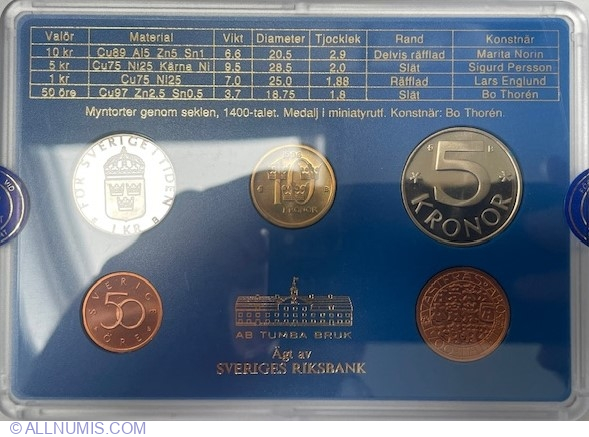 Valör Material Vikt Diameter Tjocklek Rand Konstnär
10 kr Cu89 Al5 Zn5 Sn1 6.6 20.5 2.9 Delvis räfflad Marita Norin
5 kr Cu75 Ni25 Kärna Ni 9.5 28.5 2.0 Slät Sigurd Persson
1 kr Cu75 Ni25 7.0 25.0 1.88 Räfflad Lars Englund
50 öre Cu97 Zn2.5 Sn0.5 3.7 18.75 1.8 Slät Bo Thorén
Myntorter genom seklen, 1400-talet. Medalj i miniatyrutf. Konstnär: Bo Thorén.
FÖR SVERIGE I TIDEN
1 KR B
10
KRONOR
5
KRONOR
SVERIGE
50
ÖRE
AB TUMBA BRUK
Ägt av
SVERIGES RIKSBANK
VID
© ALLNUMIS.COM